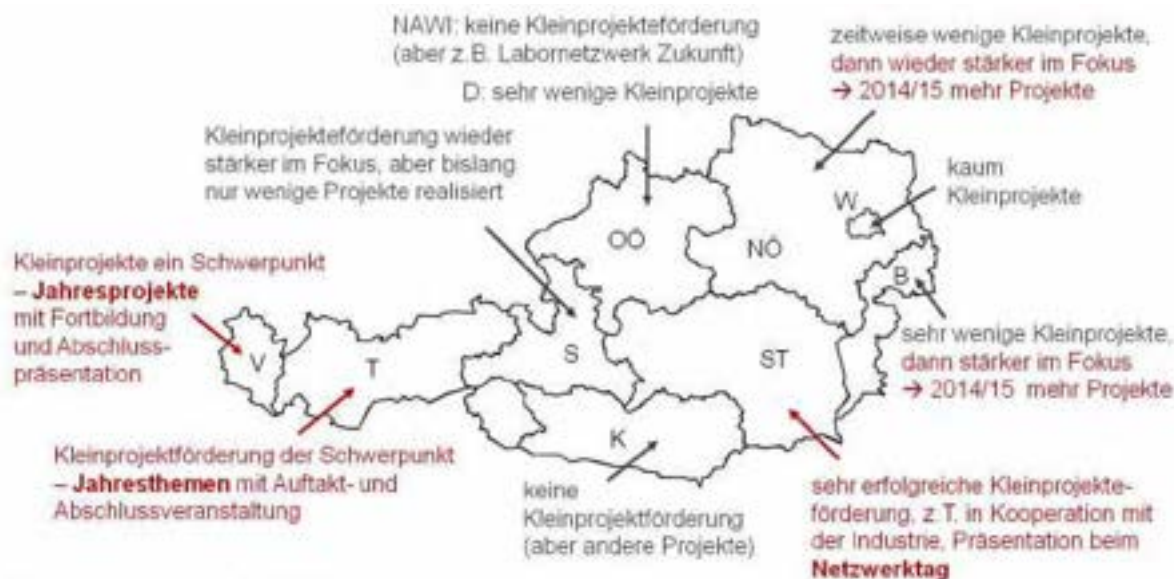 NAWI: keine Kleinprojekteförderung
(aber z.B. Labornetzwerk Zukunft)
D: sehr wenige Kleinprojekte
zeitweise wenige Kleinprojekte,
dann wieder stärker im Fokus
→ 2014/15 mehr Projekte
Kleinprojekteförderung wieder
stärker im Fokus, aber bislang
nur wenige Projekte realisiert
kaum
Kleinprojekte
W
OÖ
NÖ
B
Kleinprojekte ein Schwerpunkt
– Jahresprojekte
mit Fortbildung
und Abschluss-
präsentation
V
T
S
ST
K
sehr wenige Kleinprojekte,
dann stärker im Fokus
→ 2014/15 mehr Projekte
Kleinprojektförderung der Schwerpunkt
– Jahresthemen mit Auftakt- und
Abschlussveranstaltung
keine
Kleinprojektförderung
(aber andere Projekte)
sehr erfolgreiche Kleinprojekte-
förderung, z.T. in Kooperation mit
der Industrie, Präsentation beim
Netzwerktag